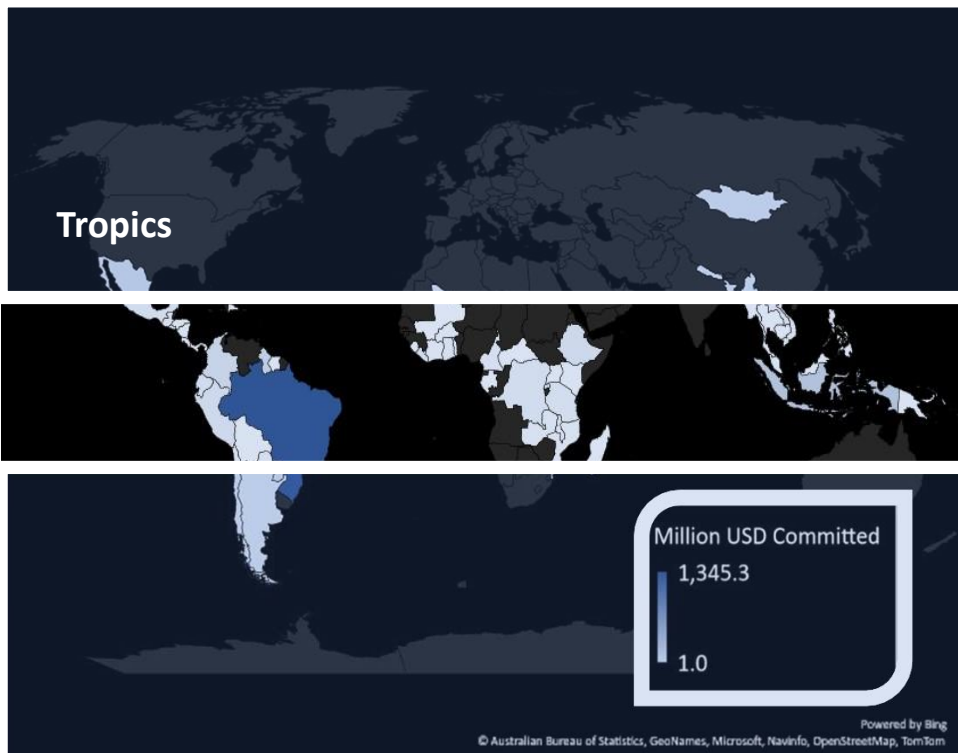 Tropics
Million USD Committed
1,345.3
1.0
Powered by Bing
© Australian Bureau of Statistics, GeoNames, Microsoft, Navinfo, OpenStreetMap, TomTom